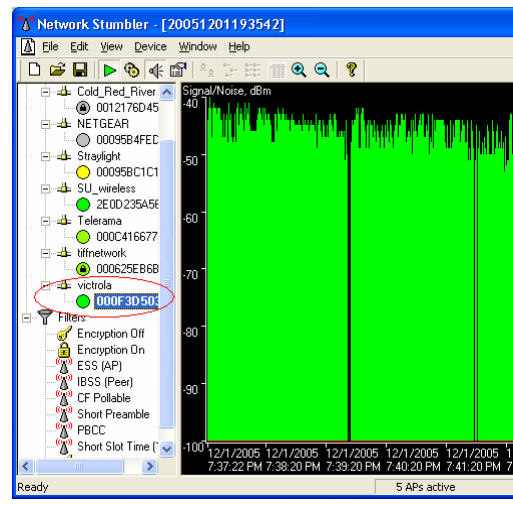 Network Stumbler - [20051201193542]
File Edit View Device Window Help
Cold_Red_River
0012176D45
NETGEAR
00095B4FED
Straylight
00095BC1C1
SU_wireless
2E0D235A56
Telerama
000C416677
tiffnetwork
000625EB6B
victrola
000F3D503
Filters
Encryption Off
Encryption On
ESS (AP)
IBSS (Peer)
CF Pollable
Short Preamble
PBCC
Short Slot Time (
Signal/Noise, dBm
-40
-50
-60
-70
-80
-90
-100
12/1/2005 12/1/2005 12/1/2005 12/1/2005 12/1/2005 1
7:37:22 PM 7:38:20 PM 7:39:20 PM 7:40:20 PM 7:41:20 PM 7
Ready
5 APs active